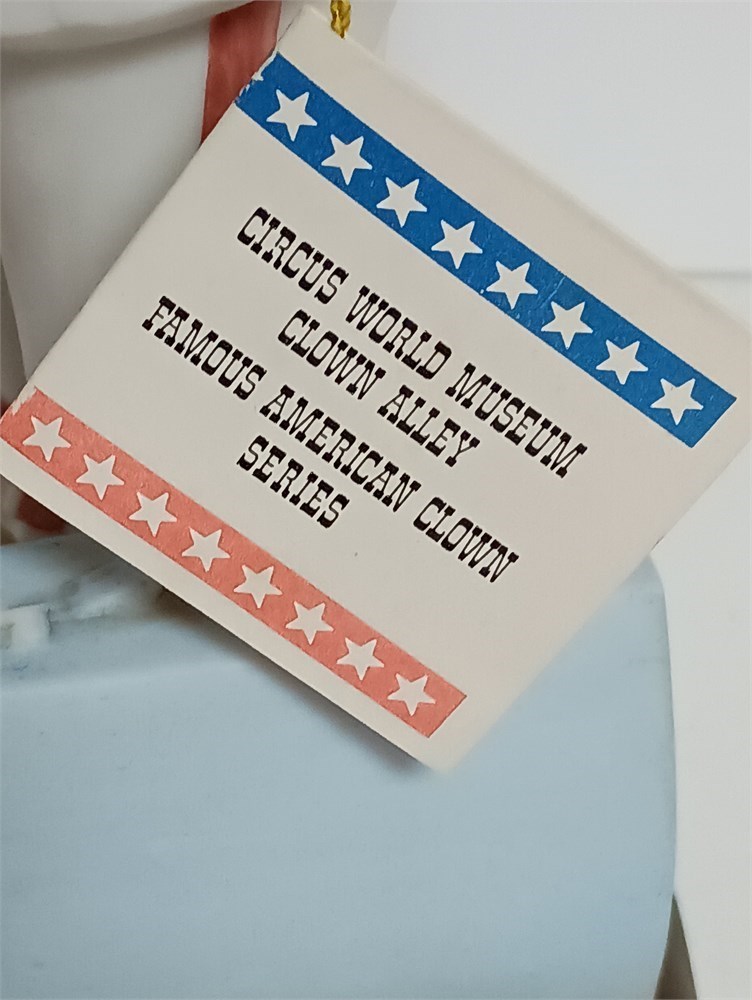 CIRCUS WORLD MUSEUM
CLOWN ALLEY
FAMOUS AMERICAN CLOWN
SERIES